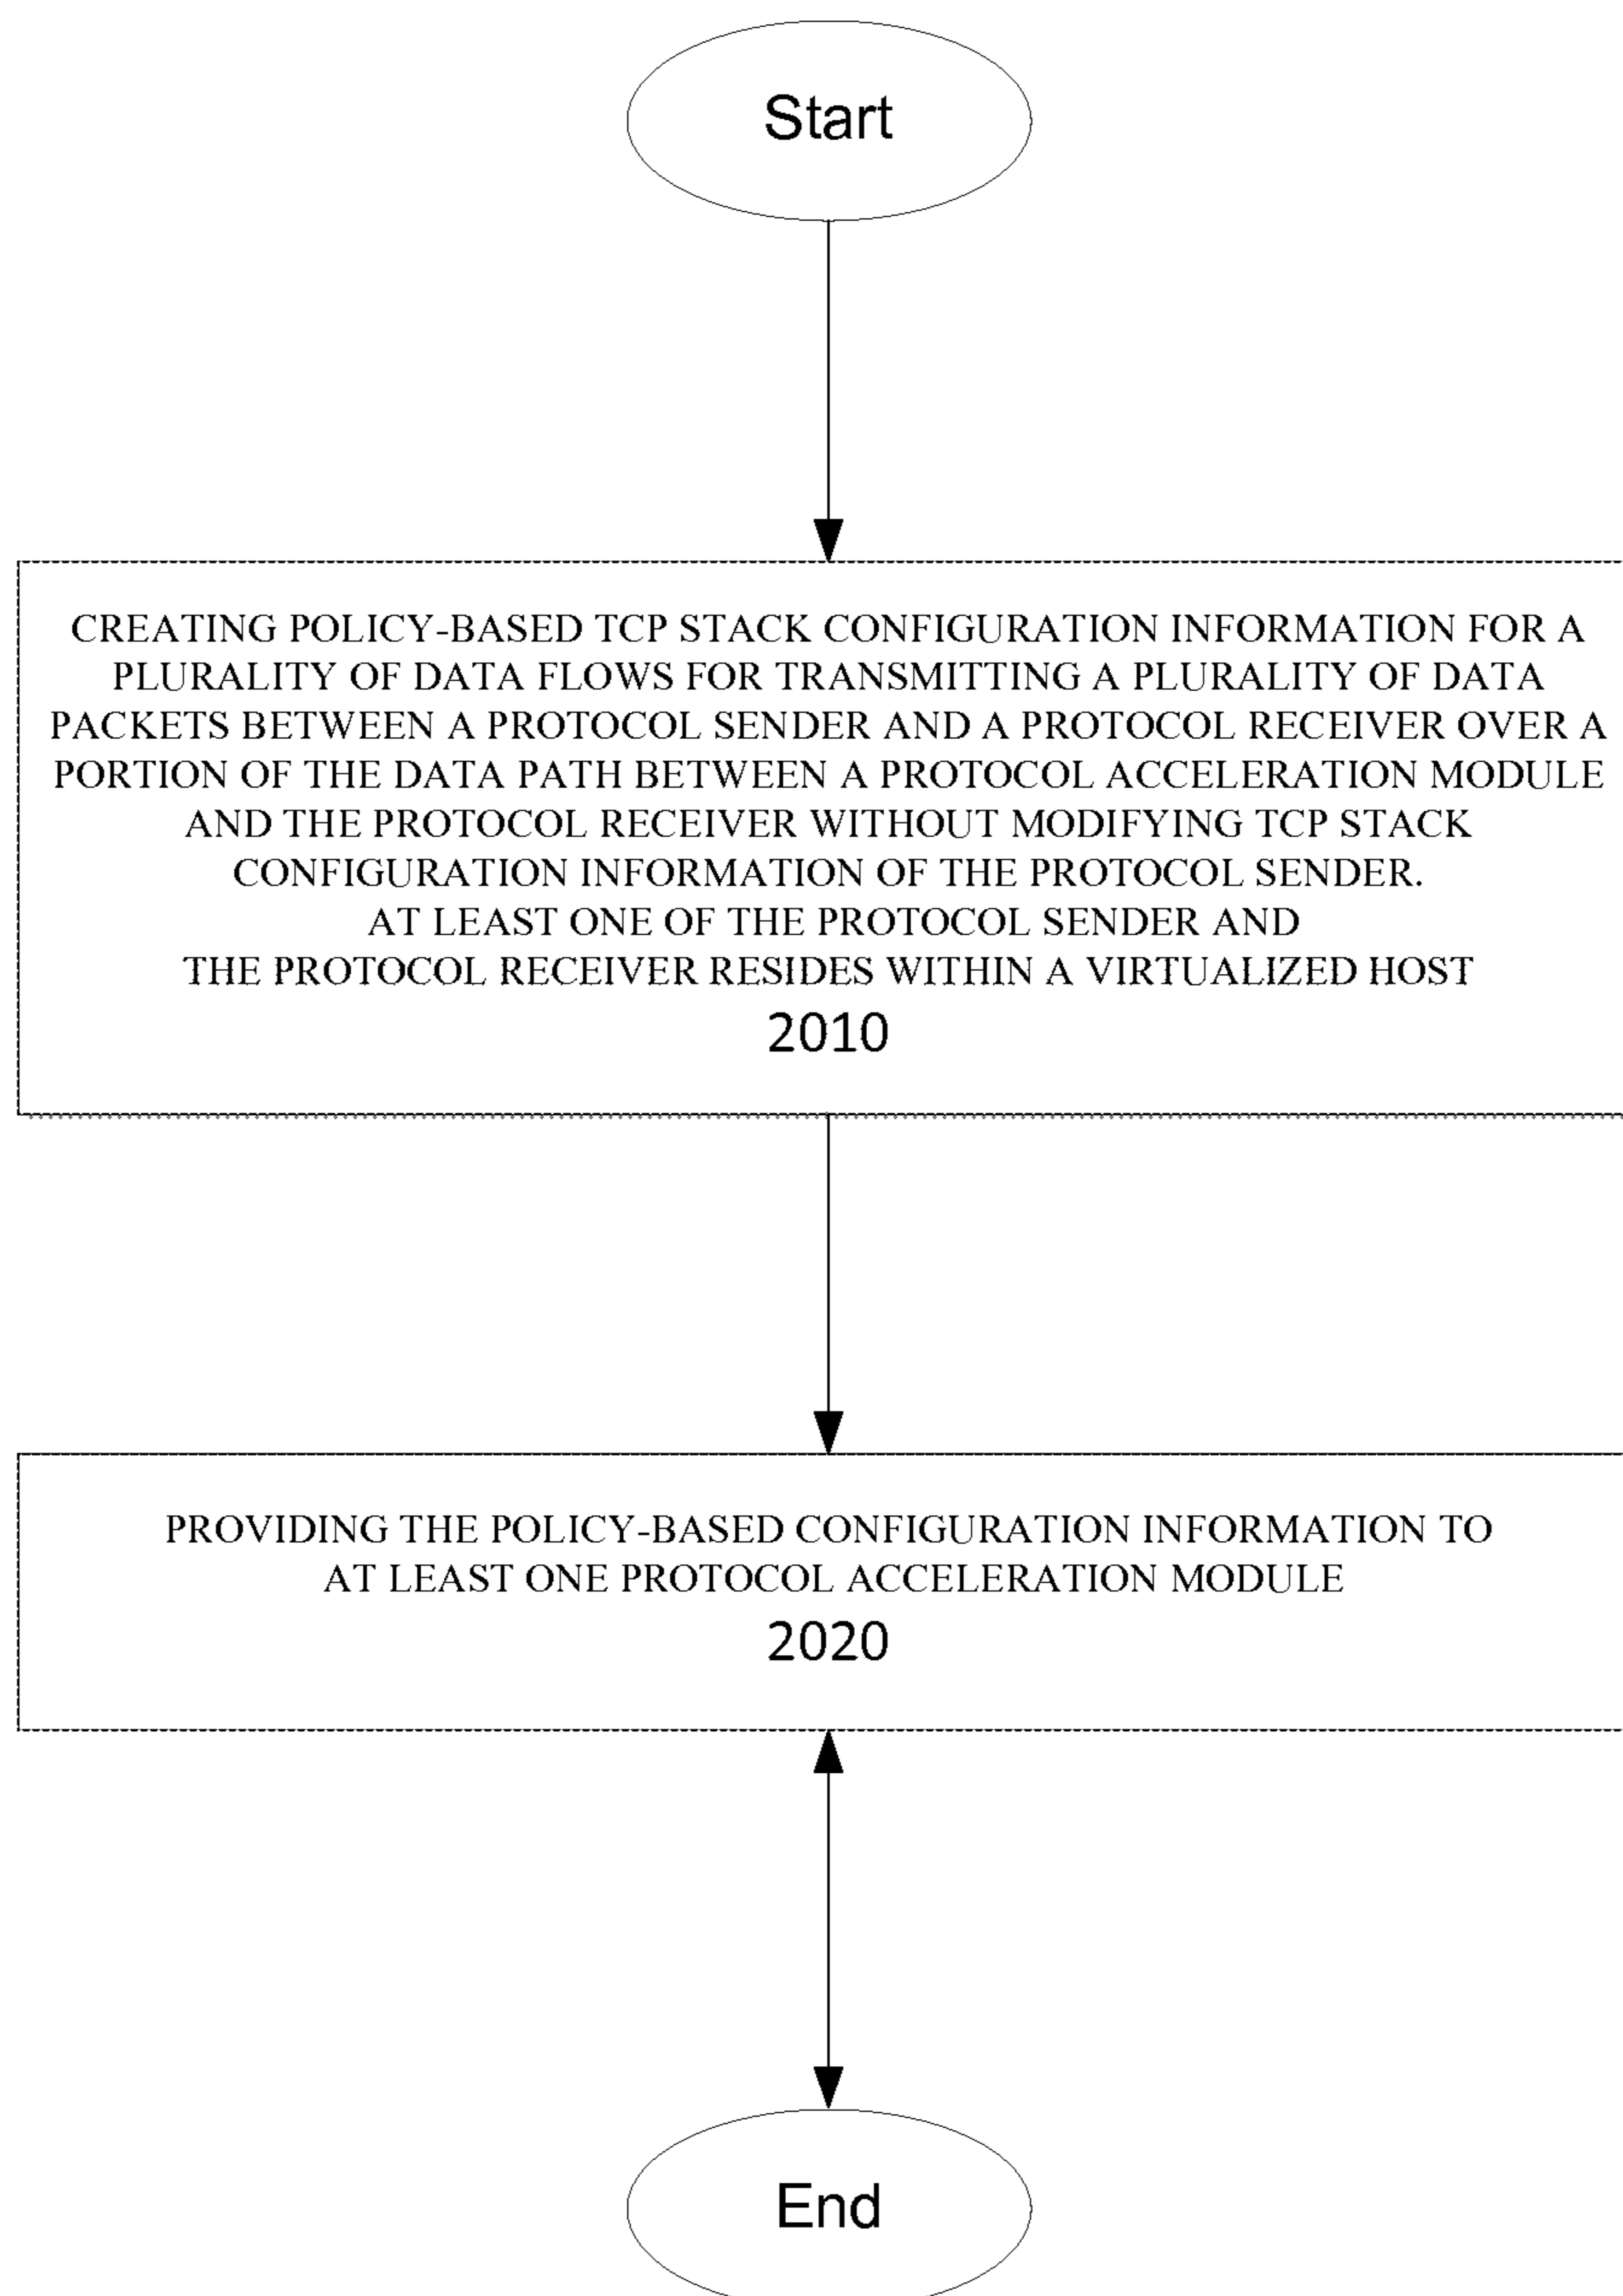 Start
CREATING POLICY-BASED TCP STACK CONFIGURATION INFORMATION FOR A
PLURALITY OF DATA FLOWS FOR TRANSMITTING A PLURALITY OF DATA
PACKETS BETWEEN A PROTOCOL SENDER AND A PROTOCOL RECEIVER OVER A
PORTION OF THE DATA PATH BETWEEN A PROTOCOL ACCELERATION MODULE
AND THE PROTOCOL RECEIVER WITHOUT MODIFYING TCP STACK
CONFIGURATION INFORMATION OF THE PROTOCOL SENDER.
AT LEAST ONE OF THE PROTOCOL SENDER AND
THE PROTOCOL RECEIVER RESIDES WITHIN A VIRTUALIZED HOST
2010
PROVIDING THE POLICY-BASED CONFIGURATION INFORMATION TO
AT LEAST ONE PROTOCOL ACCELERATION MODULE
2020
End